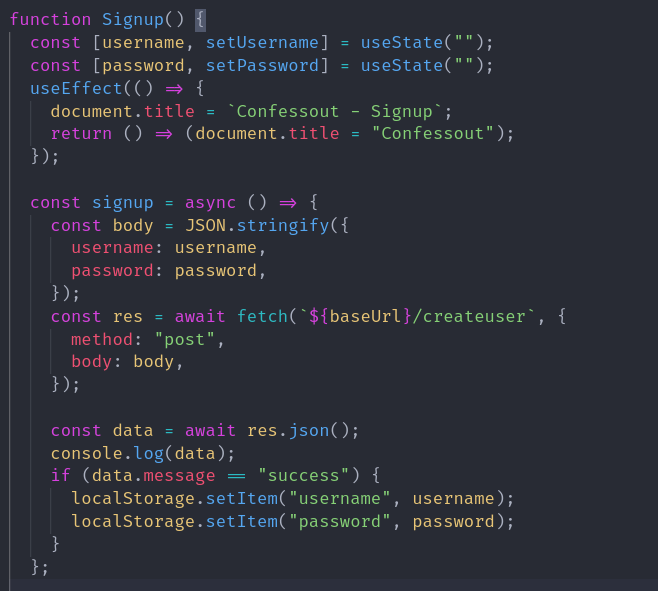 function Signup() {
  const [username, setUsername] = useState("");
  const [password, setPassword] = useState("");
  useEffect(() => {
    document.title = `Confessout - Signup`;
    return () => (document.title = "Confessout");
  });

  const signup = async () => {
    const body = JSON.stringify({
      username: username,
      password: password,
    });
    const res = await fetch(`${baseUrl}/createuser`, {
      method: "post",
      body: body,
    });

    const data = await res.json();
    console.log(data);
    if (data.message == "success") {
      localStorage.setItem("username", username);
      localStorage.setItem("password", password);
    }
  };